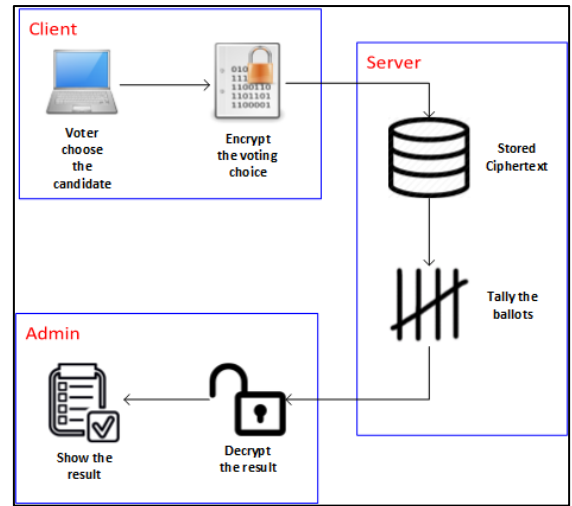 Client
Voter
choose
the
candidate
010
111
1100110
1101101
1100001
Encrypt
the voting
choice
Server
Stored
Ciphertext
Tally the
ballots
Admin
Show the
result
Decrypt
the result